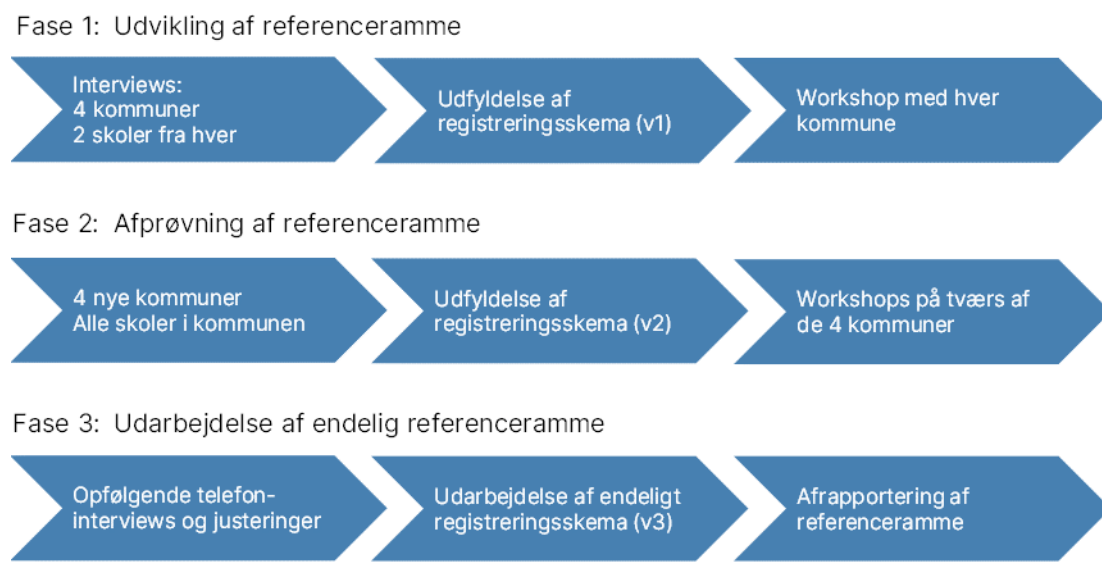 Fase 1: Udvikling af referenceramme
Interviews:
4 kommuner
2 skoler fra hver
Udfyldelse af
registreringsskema (v1)
Workshop med hver
kommune
Fase 2: Afprøvning af referenceramme
4 nye kommuner
Alle skoler i kommunen
Udfyldelse af
registreringsskema (v2)
Workshops på tværs af
de 4 kommuner
Fase 3: Udarbejdelse af endelig referenceramme
Opfølgende telefon-
interviews og justeringer
Udarbejdelse af endeligt
registreringsskema (v3)
Afrapportering af
referenceramme